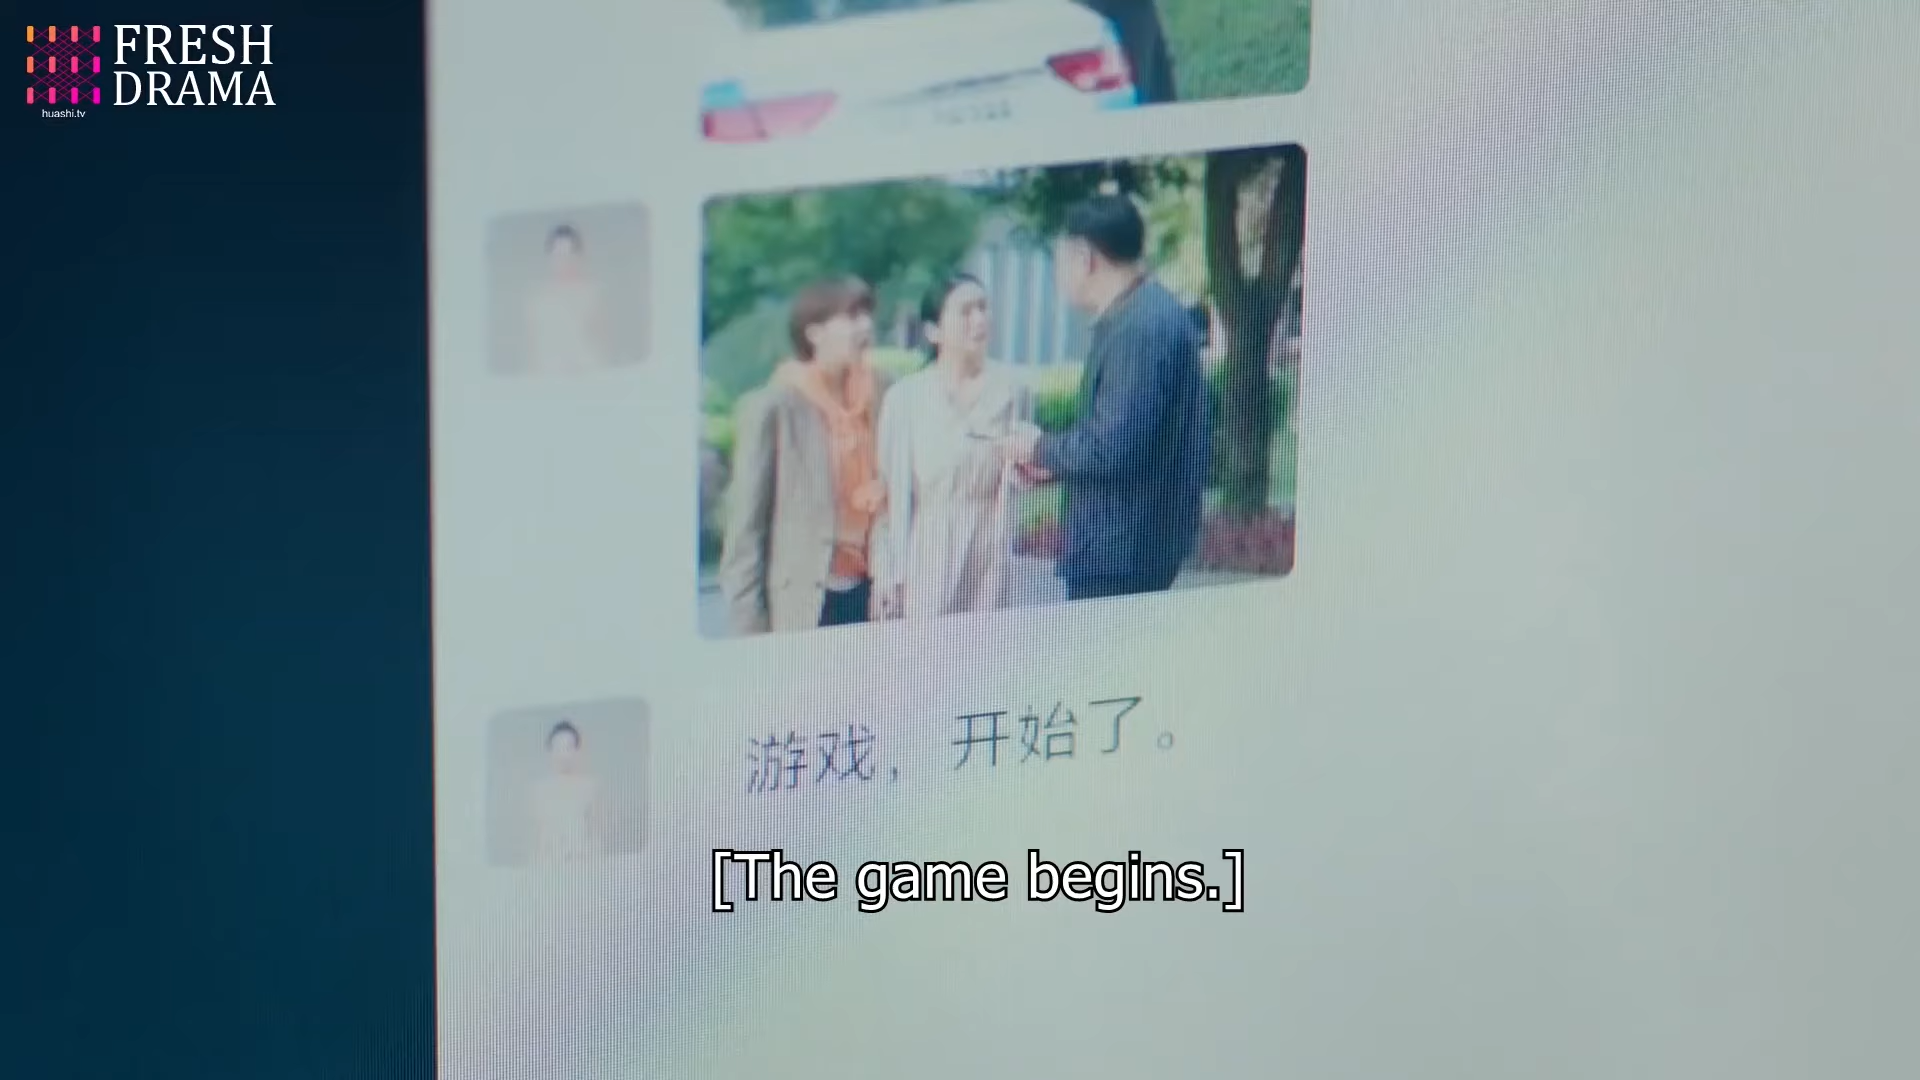 FRESH
DRAMA
huashi.tv
游戏，开始了。
[The game begins.]